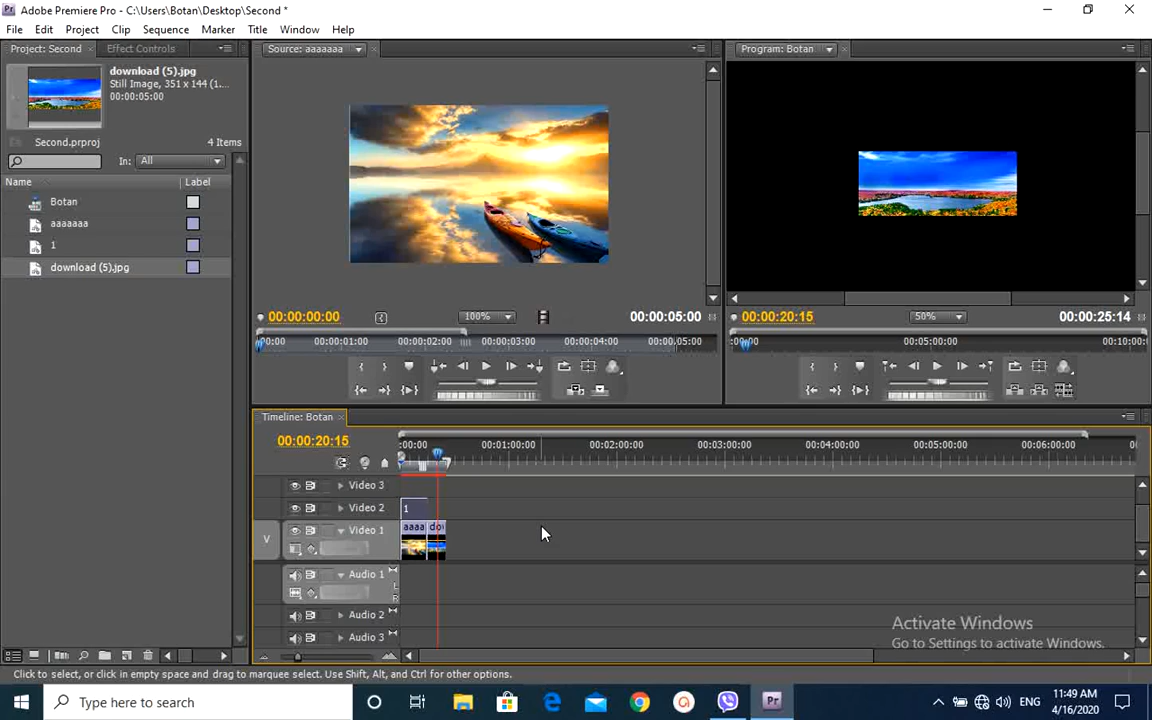 Adobe Premiere Pro - C:\Users\Botan\Desktop\Second *
File Edit Project Clip Sequence Marker Title Window Help
Project: Second Effect Controls
download (5).jpg
Still Image, 351 x 144 (1....
00:00:05:00
Second.prproj 4 Items
In: All
Name Label
Botan
aaaaaaa
1
download (5).jpg
Source: aaaaaaa
00:00:00:00 100% 00:00:05:00
00:00 00:00:01:00 00:00:02:00 00:00:03:00 00:00:04:00 00:00:05:00
Program: Botan
00:00:20:15 50% 00:00:25:14
00:00 00:05:00:00 00:10:00
Timeline: Botan
00:00:20:15
:00:00 00:01:00:00 00:02:00:00 00:03:00:00 00:04:00:00 00:05:00:00 00:06:00:00
Video 3
Video 2 1
V Video 1 aaaa do
Audio 1
L
R
Audio 2
Audio 3
Activate Windows
Go to Settings to activate Windows.
Click to select, or click in empty space and drag to marquee select. Use Shift, Alt, and Ctrl for other options.
Type here to search
Pr
ENG
11:49 AM
4/16/2020